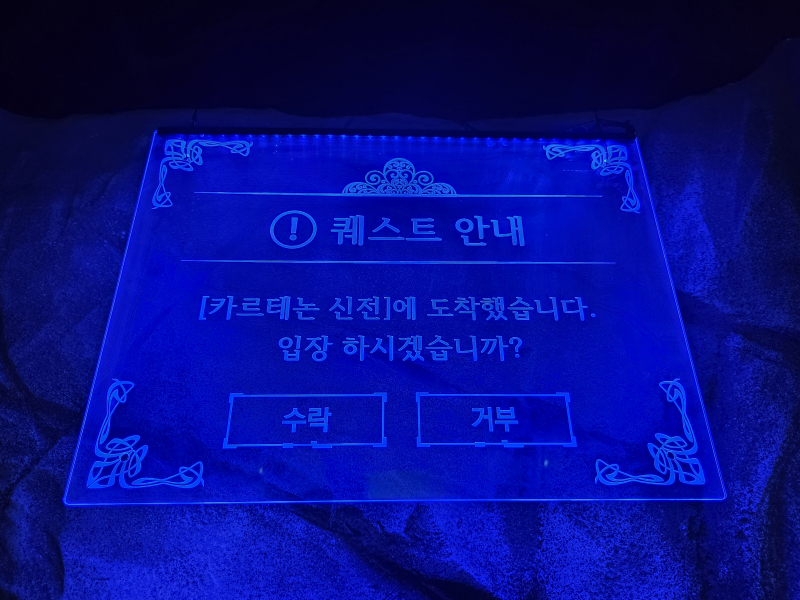 ! 퀘스트 안내
[카르테논 신전]에 도착했습니다.
입장 하시겠습니까?
수락 거부